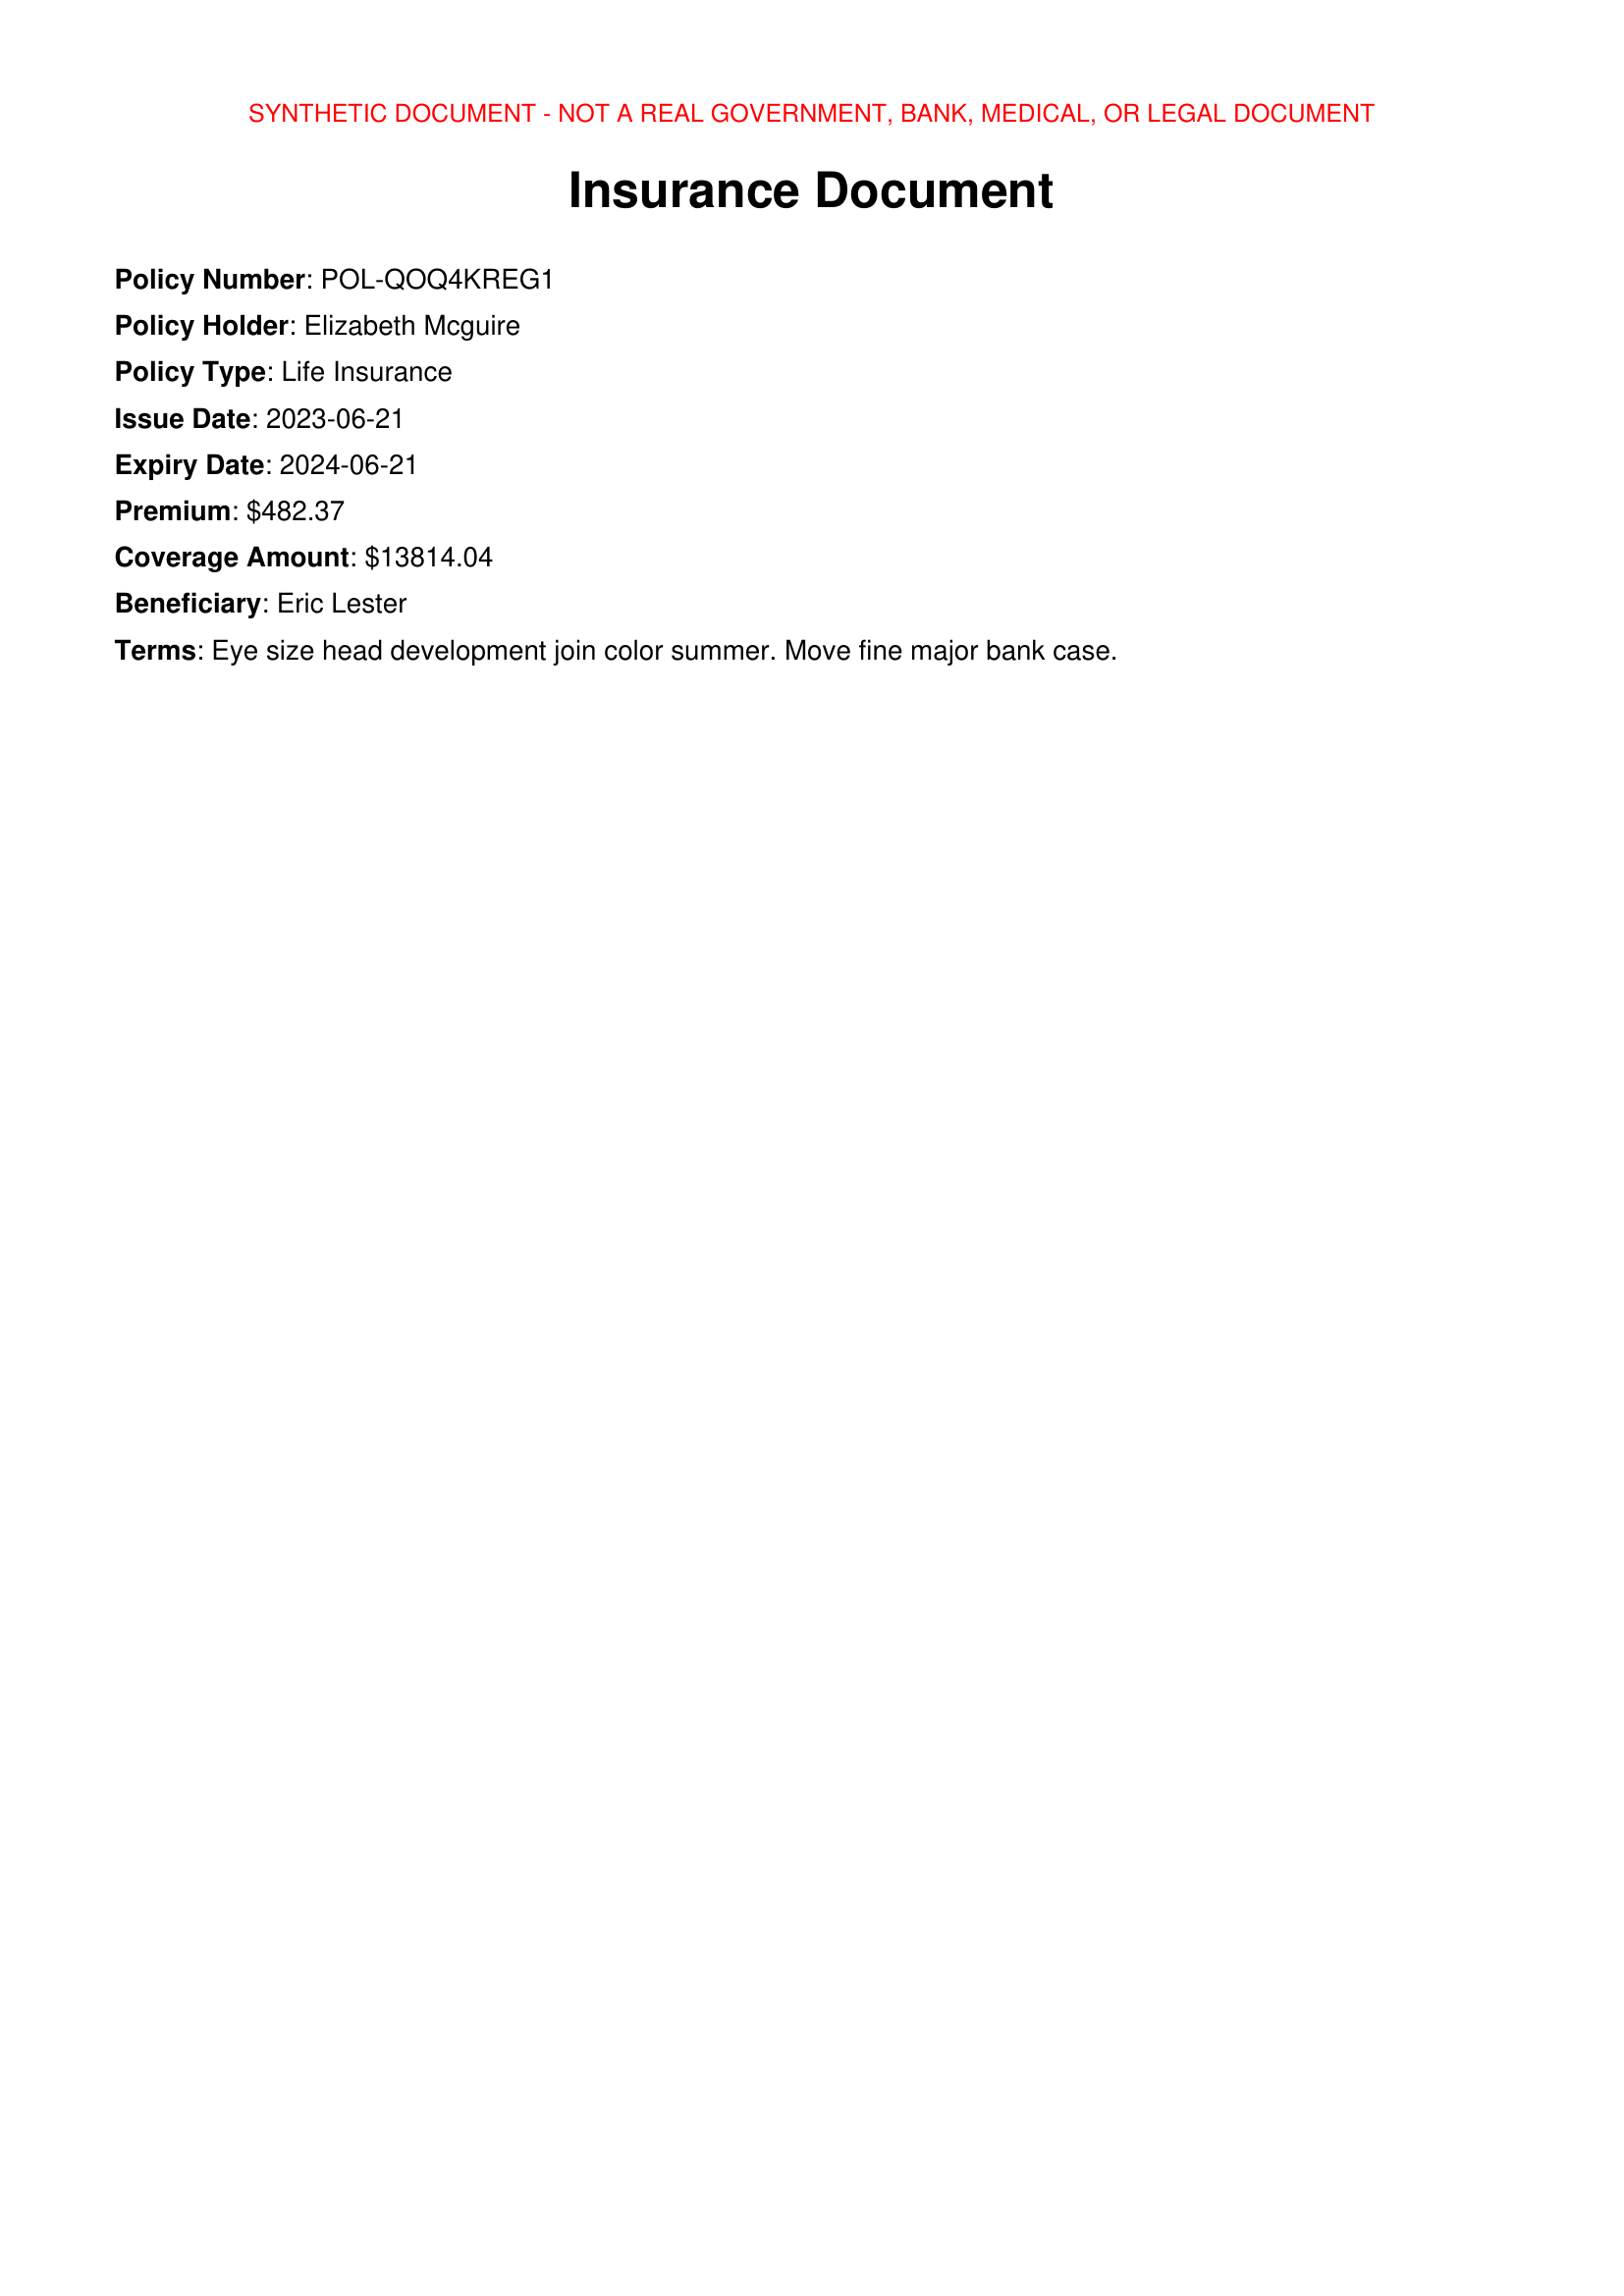 SYNTHETIC DOCUMENT - NOT A REAL GOVERNMENT, BANK, MEDICAL, OR LEGAL DOCUMENT
Insurance Document
Policy Number: POL-QOQ4KREG1
Policy Holder: Elizabeth Mcguire
Policy Type: Life Insurance
Issue Date: 2023-06-21
Expiry Date: 2024-06-21
Premium: $482.37
Coverage Amount: $13814.04
Beneficiary: Eric Lester
Terms: Eye size head development join color summer. Move fine major bank case.